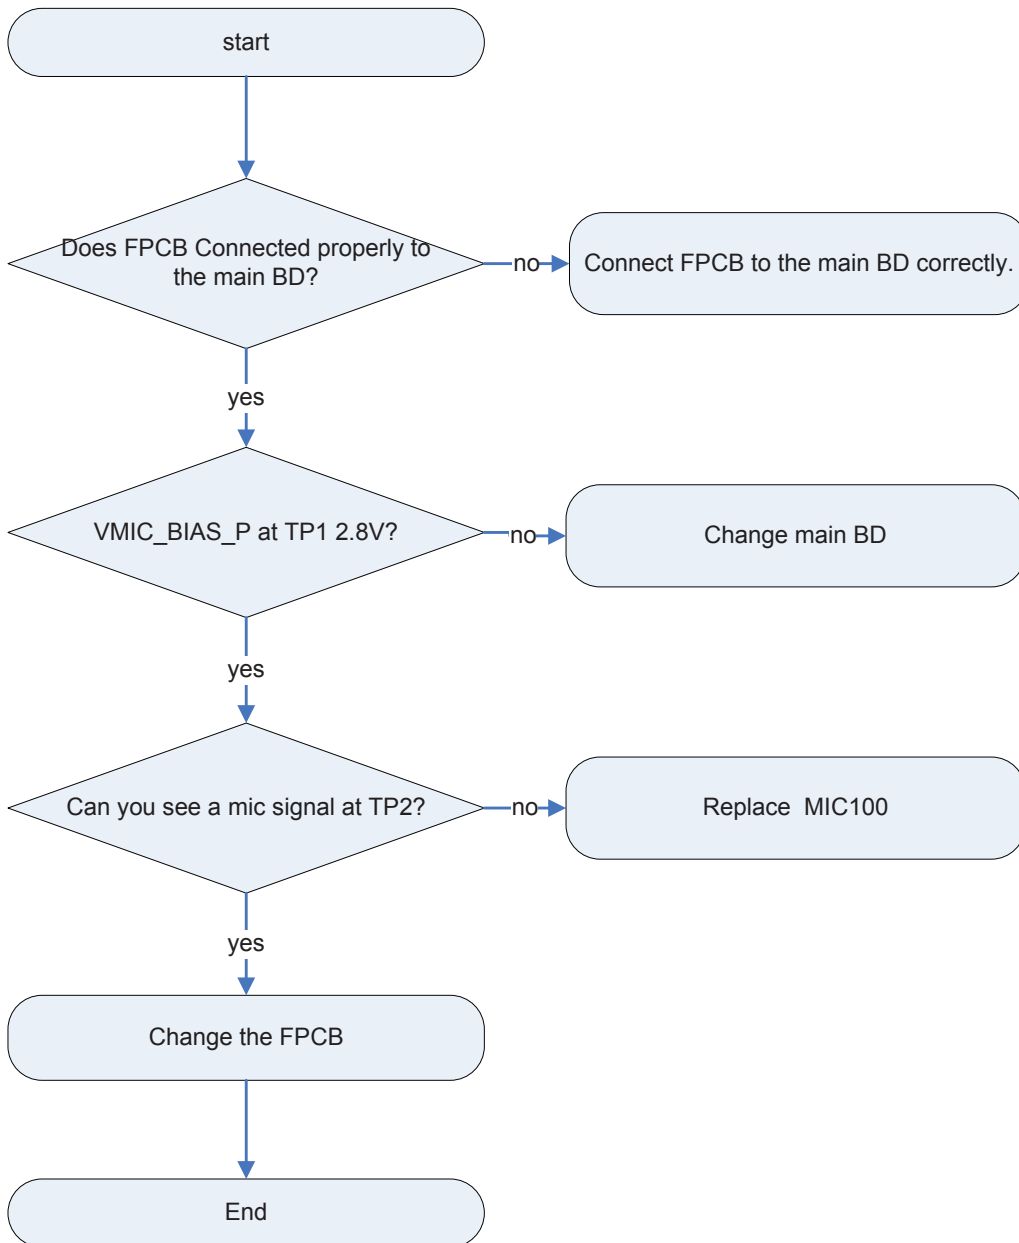 start
Does FPCB Connected properly to
the main BD?
no
Connect FPCB to the main BD correctly.
yes
VMIC_BIAS_P at TP1 2.8V?
no
Change main BD
yes
Can you see a mic signal at TP2?
no
Replace  MIC100
yes
Change the FPCB
End